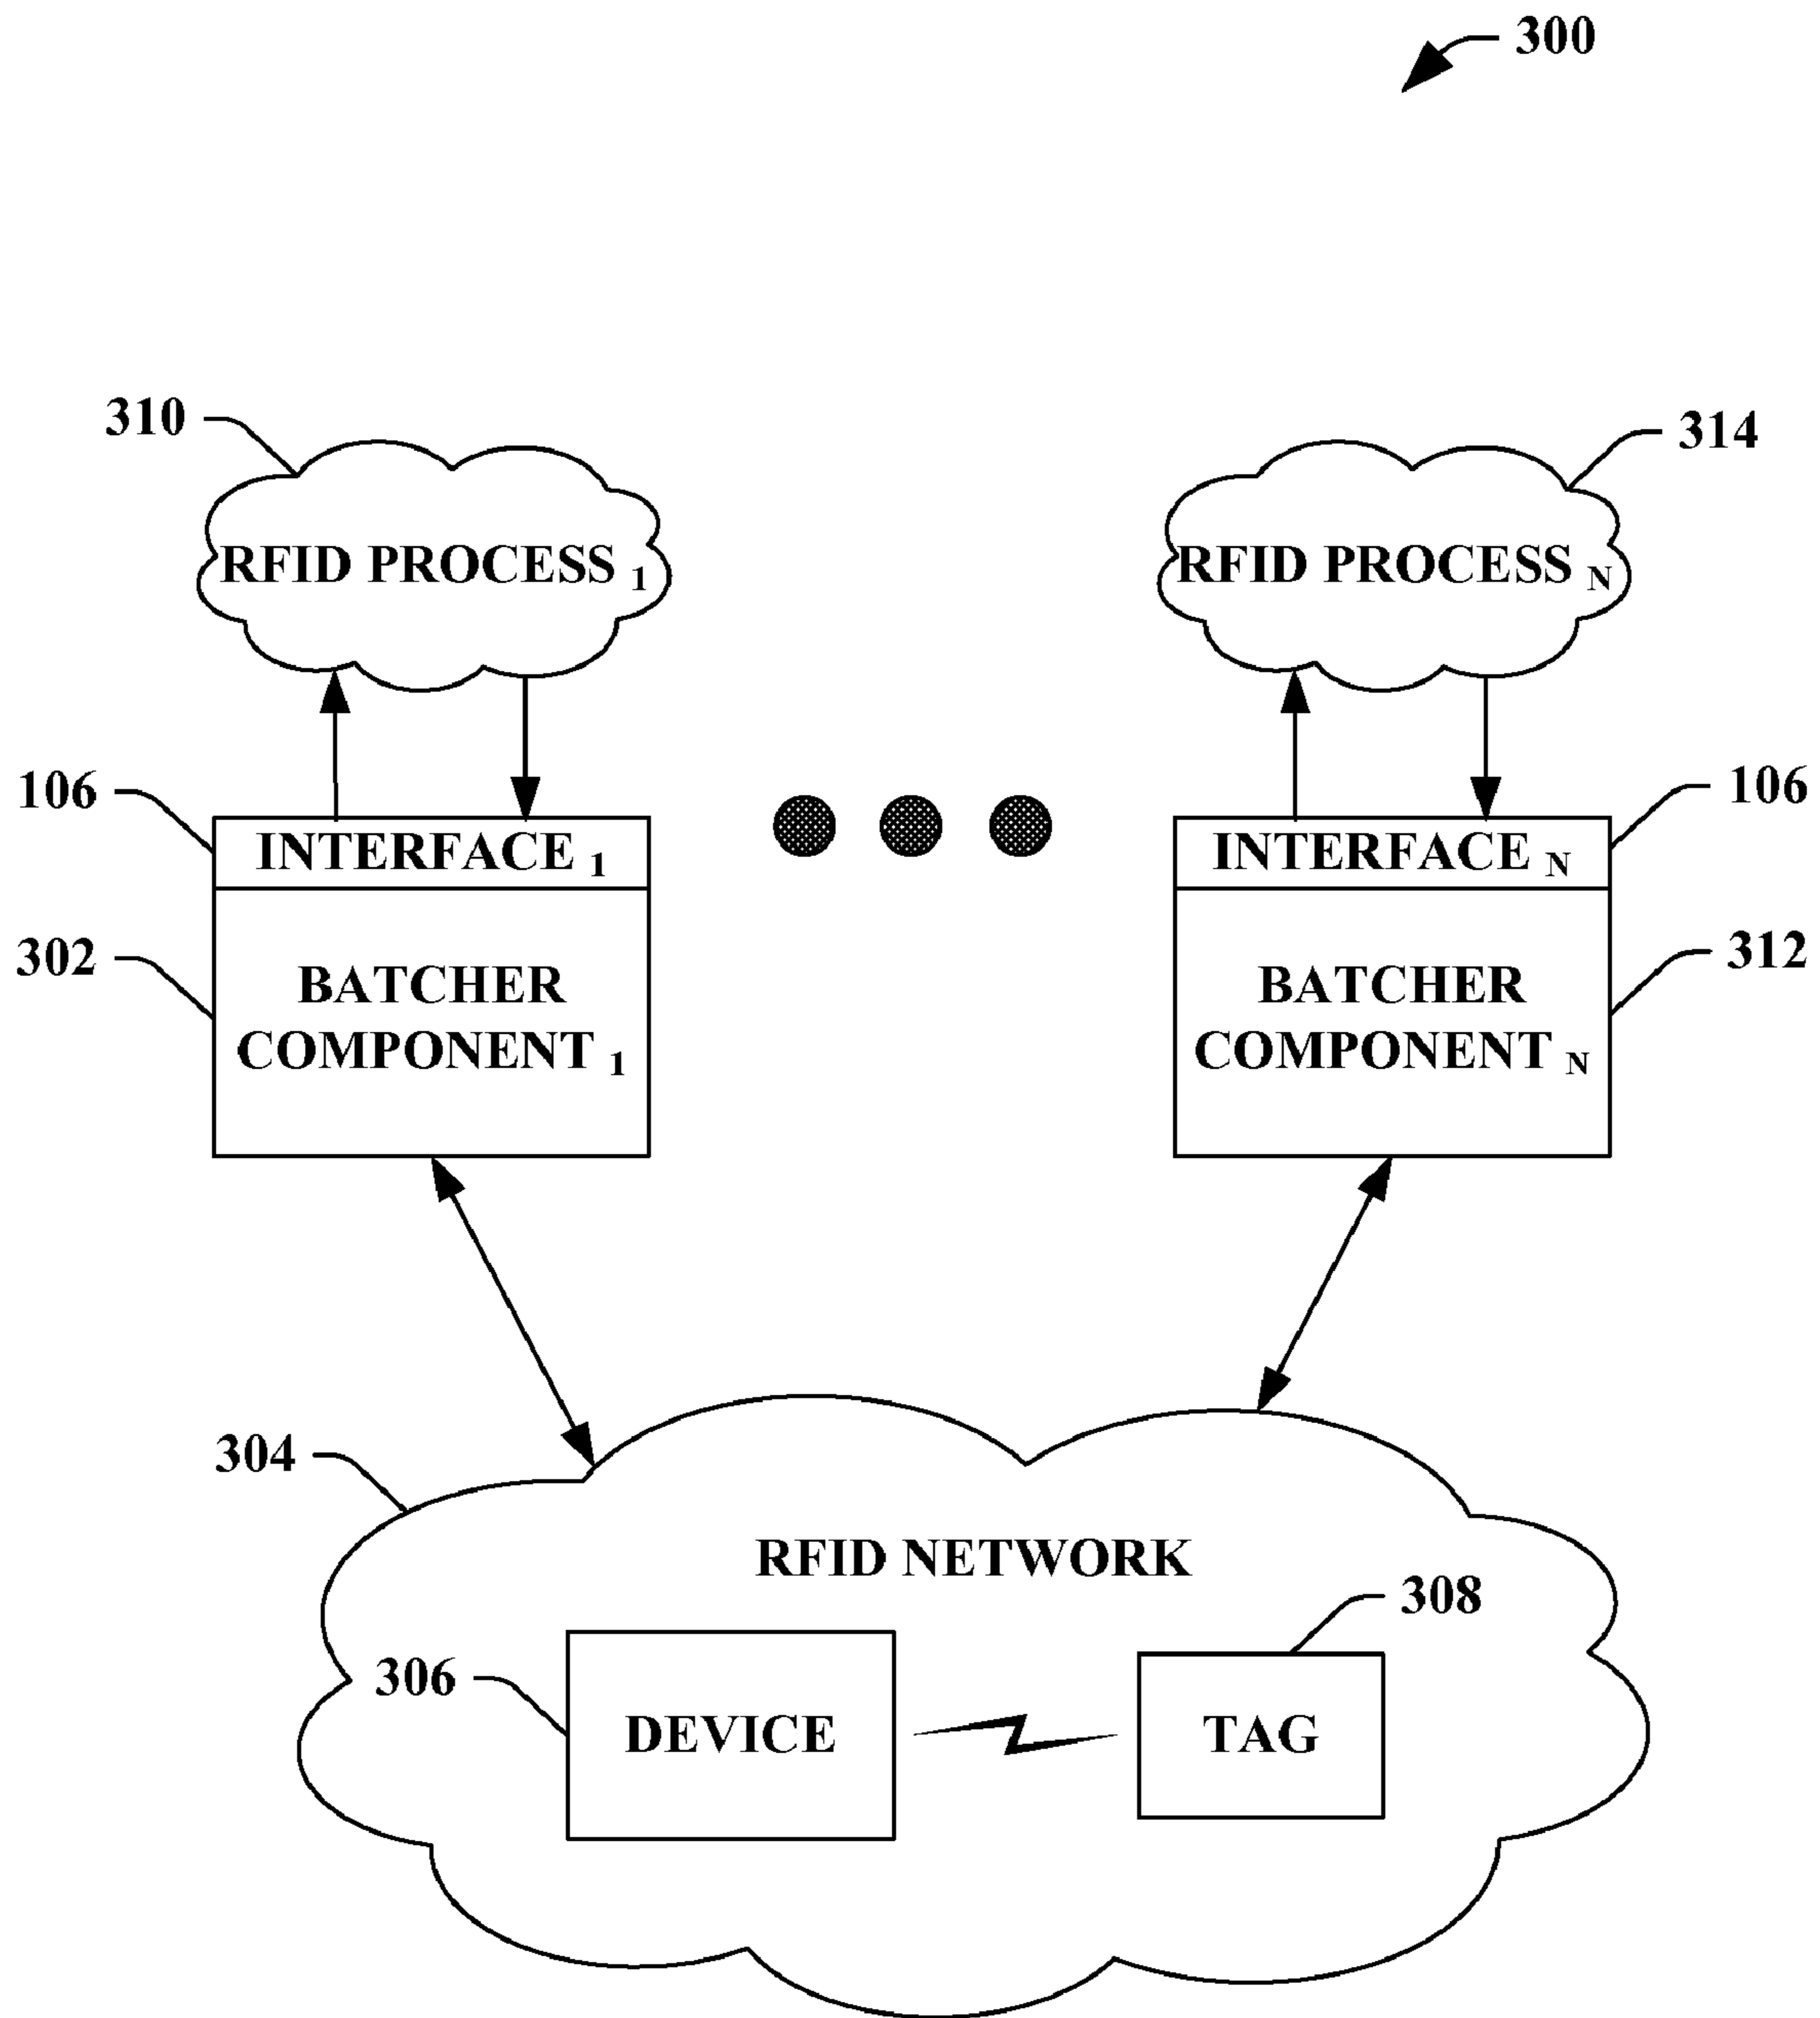 300
310
314
RFID PROCESS 1
RFID PROCESS N
106
106
INTERFACE 1
INTERFACE N
302
312
BATCHER
COMPONENT 1
BATCHER
COMPONENT N
304
RFID NETWORK
308
306
DEVICE
TAG